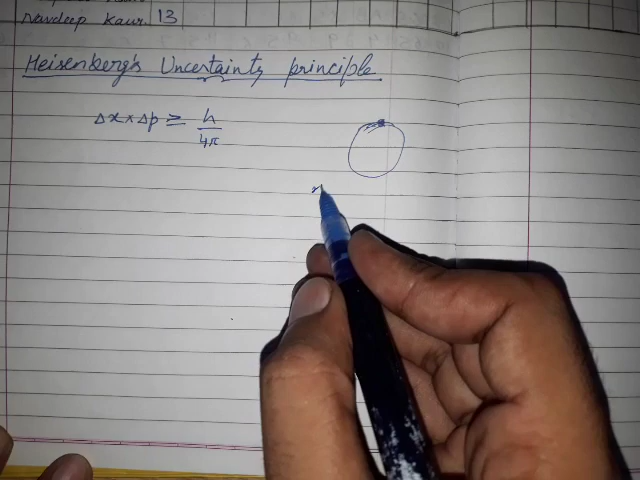 Navdeep Kaur. 13
Heisenberg's Uncertainty principle
Δx × Δp ≥ h
4π